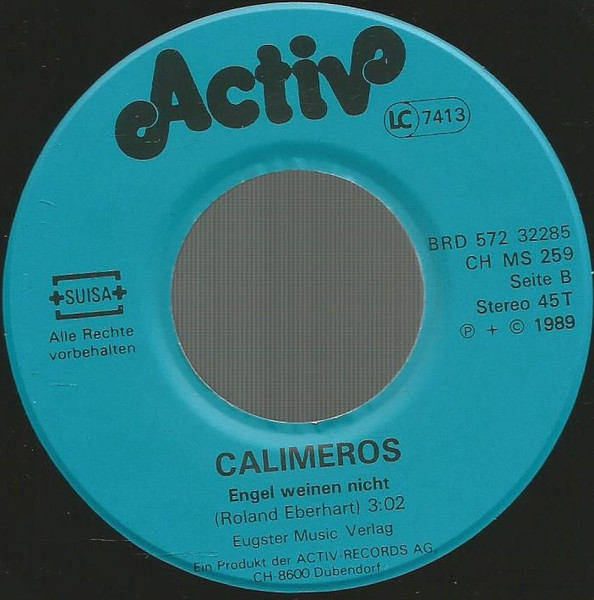 Activ
LC 7413
BRD 572 32285
CH MS 259
Seite B
Stereo 45 T
℗ + © 1989
+SUISA+
Alle Rechte
vorbehalten
CALIMEROS
Engel weinen nicht
(Roland Eberhart) 3:02
Eugster Music Verlag
Ein Produkt der ACTIV-RECORDS AG,
CH-8600 Dübendorf